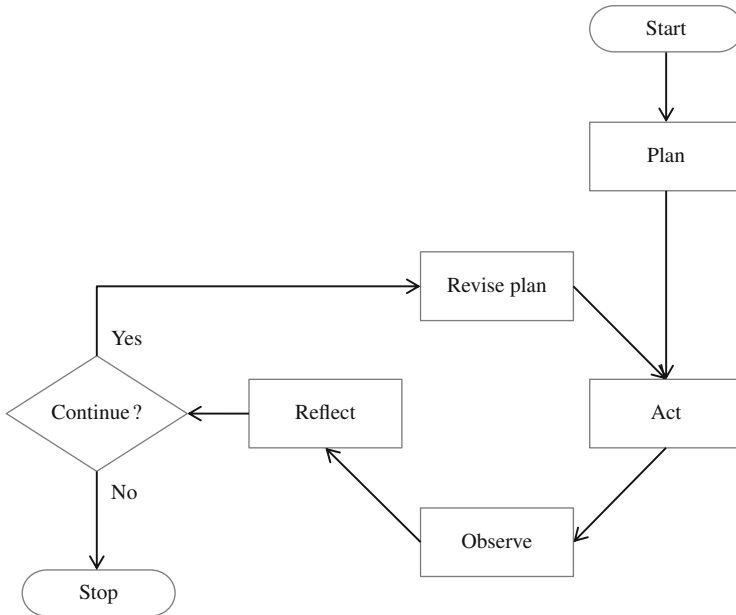 Start
Plan
Revise plan
Yes
Continue?
Reflect
Act
No
Observe
Stop